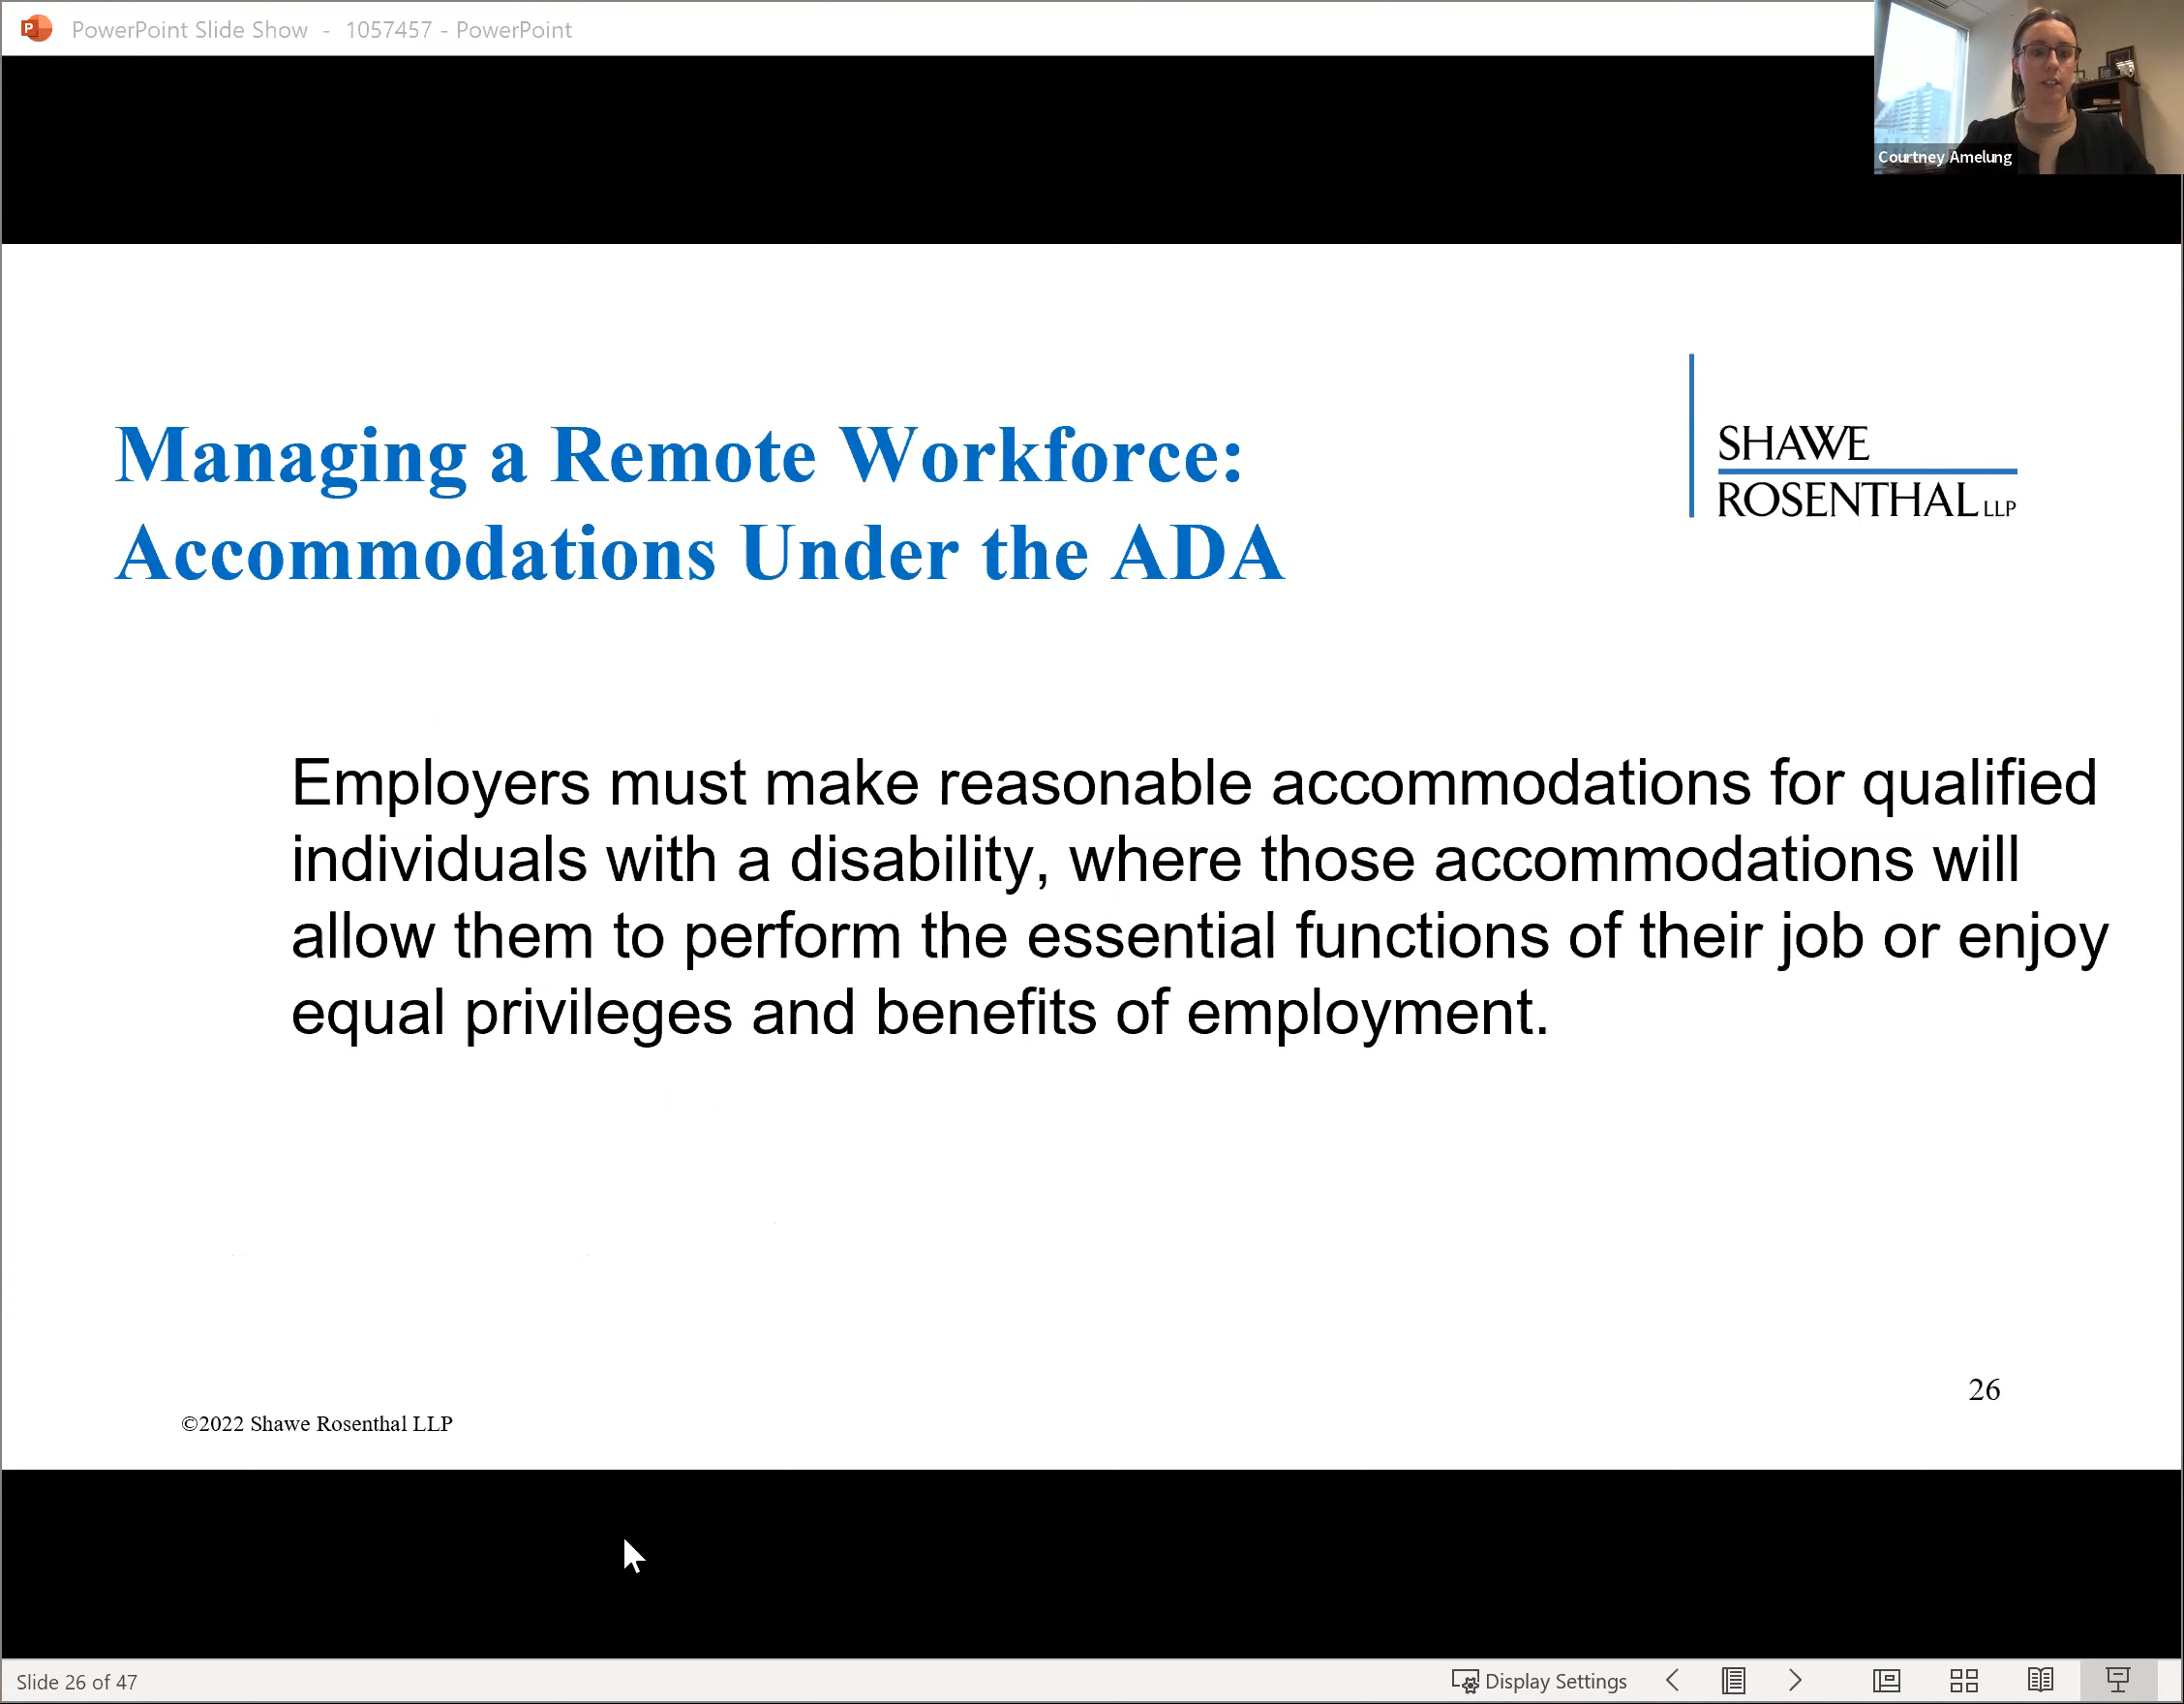 PowerPoint Slide Show - 1057457 - PowerPoint
Courtney Amelung
Managing a Remote Workforce:
Accommodations Under the ADA
SHAWE
ROSENTHAL LLP
Employers must make reasonable accommodations for qualified
individuals with a disability, where those accommodations will
allow them to perform the essential functions of their job or enjoy
equal privileges and benefits of employment.
26
©2022 Shawe Rosenthal LLP
Slide 26 of 47
Display Settings